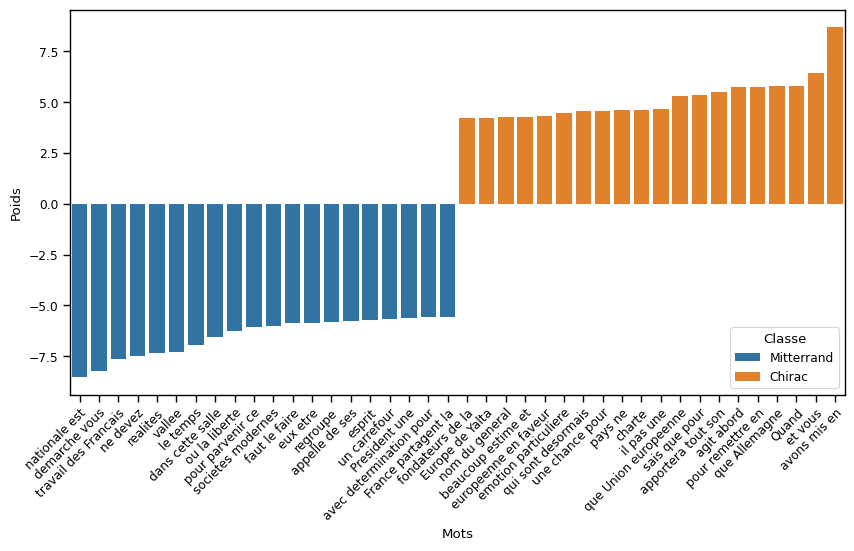 Poids
7.5
5.0
2.5
0.0
−2.5
−5.0
−7.5
Classe
Mitterrand
Chirac
nationale est
demarche vous
travail des Francais
ne devez
realites
vallee
le temps
dans cette salle
ou la liberte
pour parvenir ce
societes modernes
faut le faire
eux etre
regroupe
appelle de ses
esprit
un carrefour
President une
avec determination pour
France partagent la
fondateurs de la
Europe de Yalta
nom du general
beaucoup estime et
europeenne en faveur
emotion particuliere
qui sont desormais
une chance pour
pays ne
charte
il pas une
que Union europeenne
sais que pour
apportera tout son
agit abord
pour remettre en
que Allemagne
Quand
et vous
avons mis en
Mots